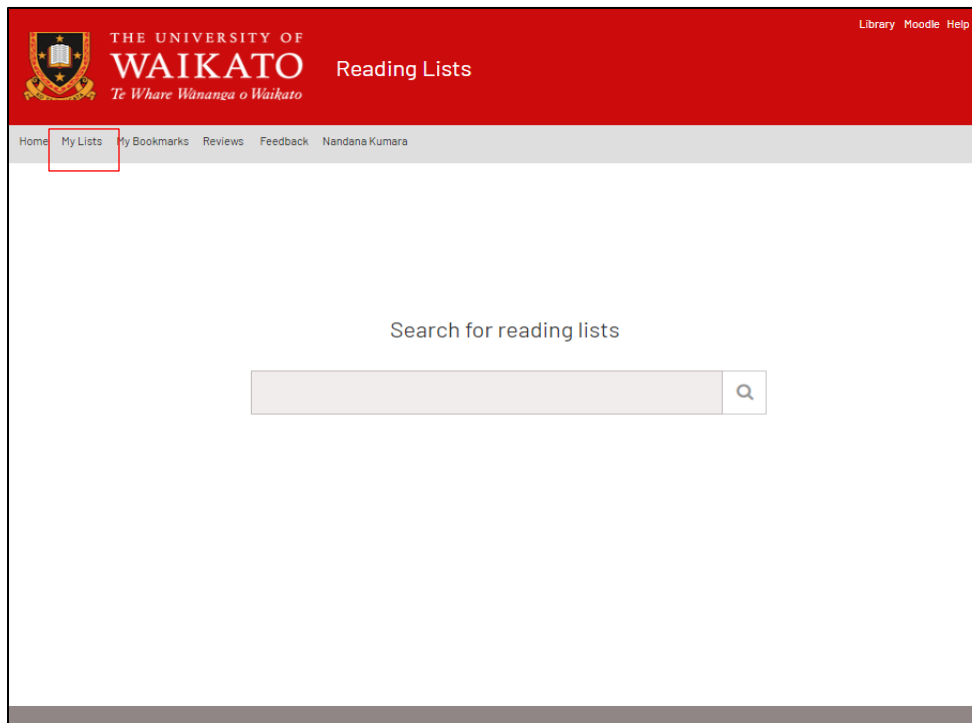 Library Moodle Help
THE UNIVERSITY OF
WAIKATO
Te Whare Wānanga o Waikato
Reading Lists
Home My Lists My Bookmarks Reviews Feedback Nandana Kumara
Search for reading lists